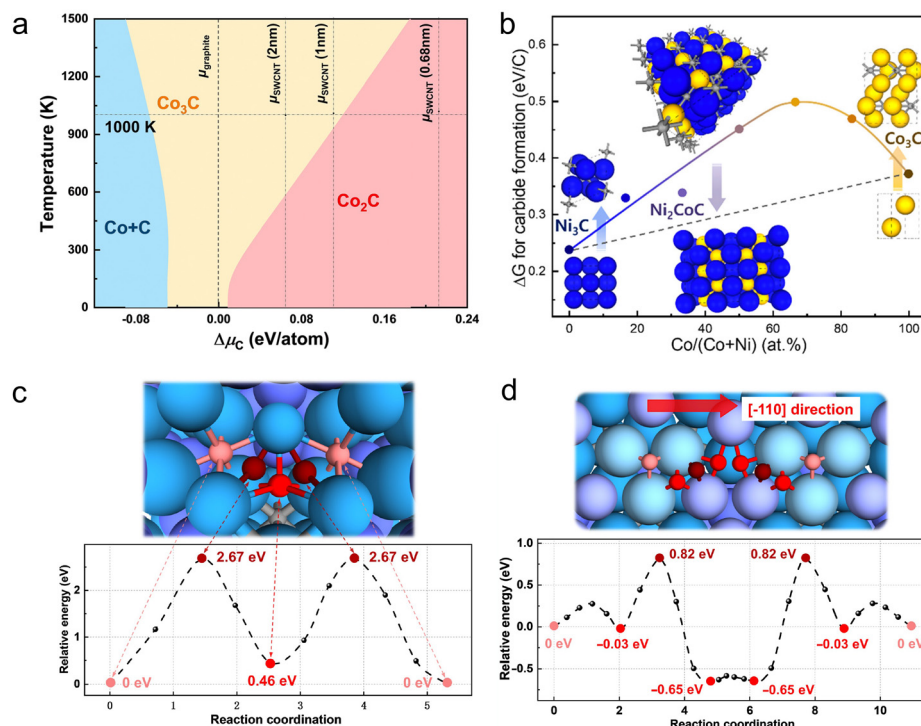 a
1500
1200
900
600
300
0
Temperature (K)
-0.08
0.00
0.08
0.16
0.24
Δμ_C (eV/atom)
μ_graphite
μ_SWCNT (2nm)
μ_SWCNT (1nm)
μ_SWCNT (0.68nm)
Co₃C
1000 K
Co+C
Co₂C
b
0.6
0.5
0.4
0.3
0.2
ΔG for carbide formation (eV/C)
Ni₃C
Ni₂CoC
Co₃C
0
20
40
60
80
100
Co/(Co+Ni) (at.%)
c
2.67 eV
2.67 eV
0 eV
0.46 eV
0 eV
2
1
0
Relative energy (eV)
0
1
2
3
4
5
Reaction coordination
d
[-110] direction
1.0
0.5
0.0
-0.5
Relative energy (eV)
0.82 eV
0.82 eV
0 eV
−0.03 eV
−0.03 eV
0 eV
−0.65 eV
−0.65 eV
0
2
4
6
8
10
Reaction coordination